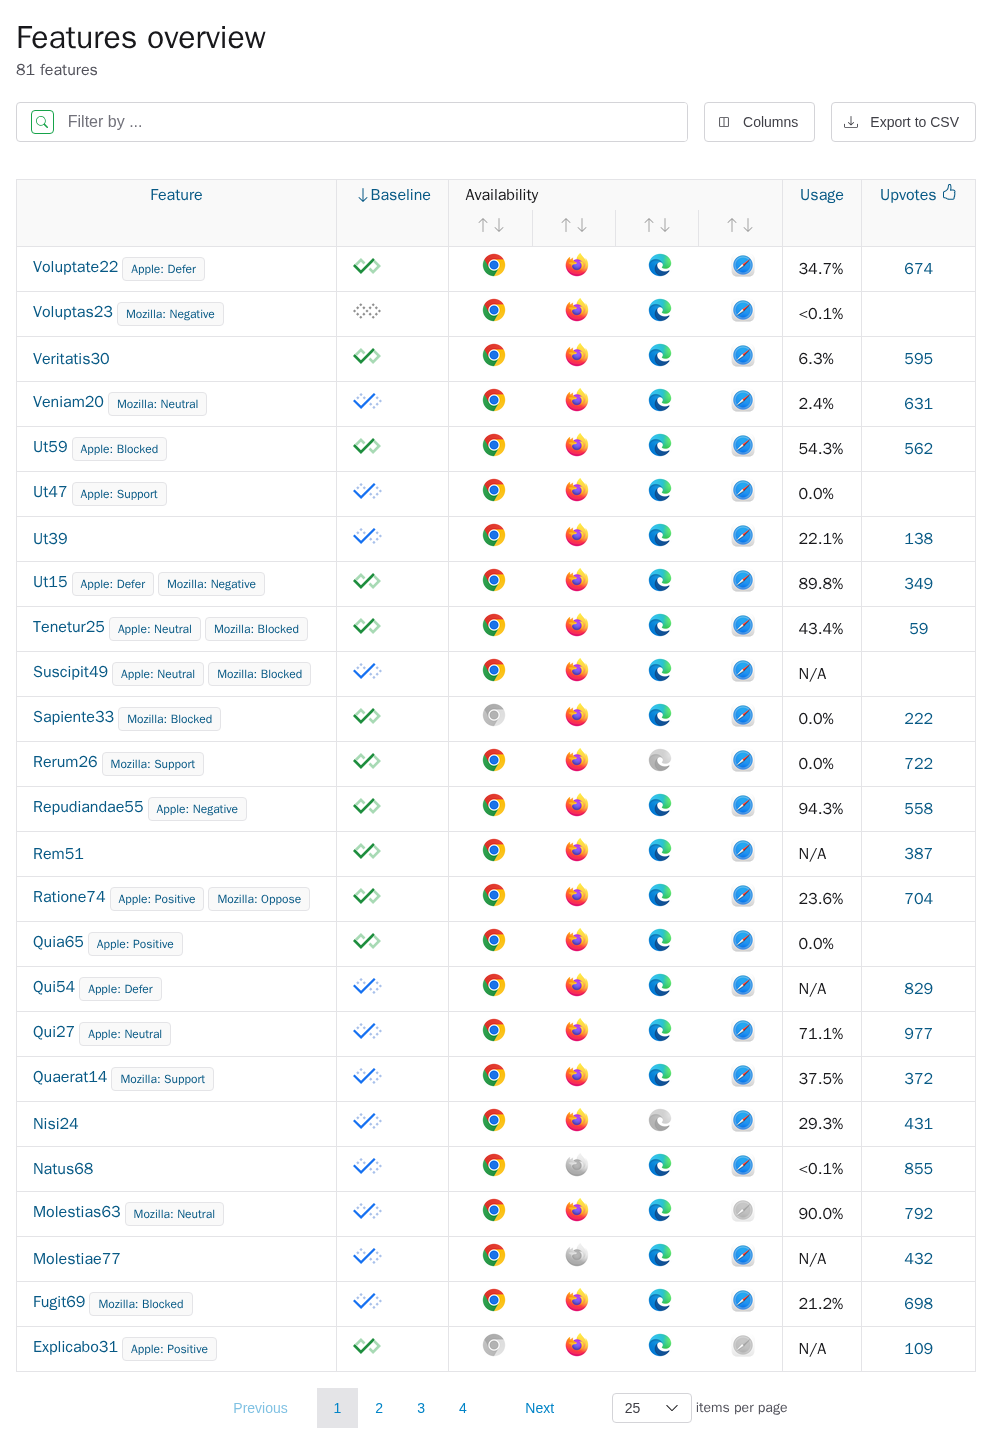 Features overview
81 features
Filter by ...
Columns
Export to CSV
Feature Baseline Availability Usage Upvotes
Voluptate22 Apple: Defer 34.7% 674
Voluptas23 Mozilla: Negative <0.1%
Veritatis30 6.3% 595
Veniam20 Mozilla: Neutral 2.4% 631
Ut59 Apple: Blocked 54.3% 562
Ut47 Apple: Support 0.0%
Ut39 22.1% 138
Ut15 Apple: Defer Mozilla: Negative 89.8% 349
Tenetur25 Apple: Neutral Mozilla: Blocked 43.4% 59
Suscipit49 Apple: Neutral Mozilla: Blocked N/A
Sapiente33 Mozilla: Blocked 0.0% 222
Rerum26 Mozilla: Support 0.0% 722
Repudiandae55 Apple: Negative 94.3% 558
Rem51 N/A 387
Ratione74 Apple: Positive Mozilla: Oppose 23.6% 704
Quia65 Apple: Positive 0.0%
Qui54 Apple: Defer N/A 829
Qui27 Apple: Neutral 71.1% 977
Quaerat14 Mozilla: Support 37.5% 372
Nisi24 29.3% 431
Natus68 <0.1% 855
Molestias63 Mozilla: Neutral 90.0% 792
Molestiae77 N/A 432
Fugit69 Mozilla: Blocked 21.2% 698
Explicabo31 Apple: Positive N/A 109
Previous 1 2 3 4 Next 25 items per page